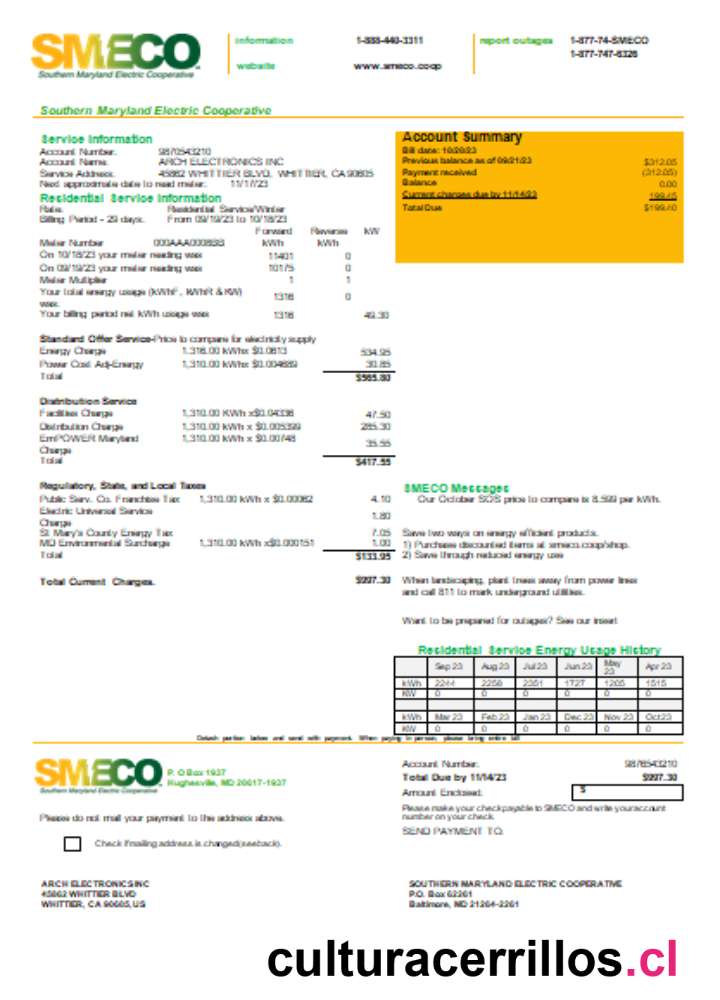 SMECO
Southern Maryland Electric Cooperative
information 1-888-440-3311
website www.smeco.coop
report outages 1-877-74-SMECO
1-877-747-6326
Southern Maryland Electric Cooperative
Service Information
Account Number. 9876543210
Account Name. ARCH ELECTRONICS INC
Service Address. 45862 WHITTIER BLVD, WHITTIER, CA 90605
Next approximate date to read meter. 11/17/23
Residential Service Information
Rate. Residential Service/Winter
Billing Period - 29 days. From 09/19/23 to 10/18/23
Forward Reverse kW
Meter Number kWh kWh
On 10/18/23 your meter reading was 11401 0
On 09/19/23 your meter reading was 10175 0
Meter Multiplier 1 1
Your total energy usage (kWhF, kWhR & KW) was. 1316 0
Your billing period net kWh usage was 1316 49.30
Account Summary
Bill date: 10/20/23
Previous balance as of 09/21/23 $312.05
Payment received (312.05)
Balance 0.00
Current charges due by 11/14/23
Total Due
Standard Offer Service-Price to compare for electricity supply
Energy Charge 1,316.00 kWhx $0.0613 534.95
Power Cost Adj-Energy 1,310.00 kWhx $0.004689 30.85
Total $565.80
Distribution Service
Facilities Charge 1,310.00 KWh x$0.04336 47.50
Distribution Charge 1,310.00 kWh x $0.005399 285.30
EmPOWER Maryland Charge 1,310.00 kWh x $0.00748 35.55
Total $417.55
Regulatory, State, and Local Taxes
Public Serv. Co. Franchise Tax 1,310.00 kWh x $0.00062 4.10
Electric Universal Service Charge 1.80
St Mary's County Energy Tax 7.05
MD Environmental Surcharge 1,310.00 kWh x$0.000151 1.00
Total $133.95
Total Current Charges. $997.30
SMECO Messages
Our October SOS price to compare is 8.599 per kWh.
Save two ways on energy efficient products.
1) Purchase discounted items at smeco.coop/shop.
2) Save through reduced energy use
When landscaping, plant trees away from power lines
and call 811 to mark underground utilities.
Want to be prepared for outages? See our insert
Residential Service Energy Usage History
Sep 23 Aug 23 Jul 23 Jun 23 May 23 Apr 23
kWh 2244 2258 2351 1727 1205 1515
KW 0 0 0 0 0 0
kWh Mar 23 Feb 23 Jan 23 Dec 23 Nov 23 Oct 23
KW 0 0 0 0 0 0
Detach portion below and send with payment. When paying in person, please bring entire bill
SMECO
Southern Maryland Electric Cooperative
P. O Box 1937
Hughesville, MD 20617-1937
Please do not mail your payment to the address above.
Check if mailing address is changed (see back).
Account Number. 9876543210
Total Due by 11/14/23 $997.30
Amount Enclosed. $
Please make your check payable to SMECO and write your account
number on your check.
SEND PAYMENT TO.
ARCH ELECTRONICS INC
45862 WHITTIER BLVD
WHITTIER, CA 90605, US
SOUTHERN MARYLAND ELECTRIC COOPERATIVE
P.O. Box 62261
Baltimore, MD 21264-2261
culturacerrillos.cl